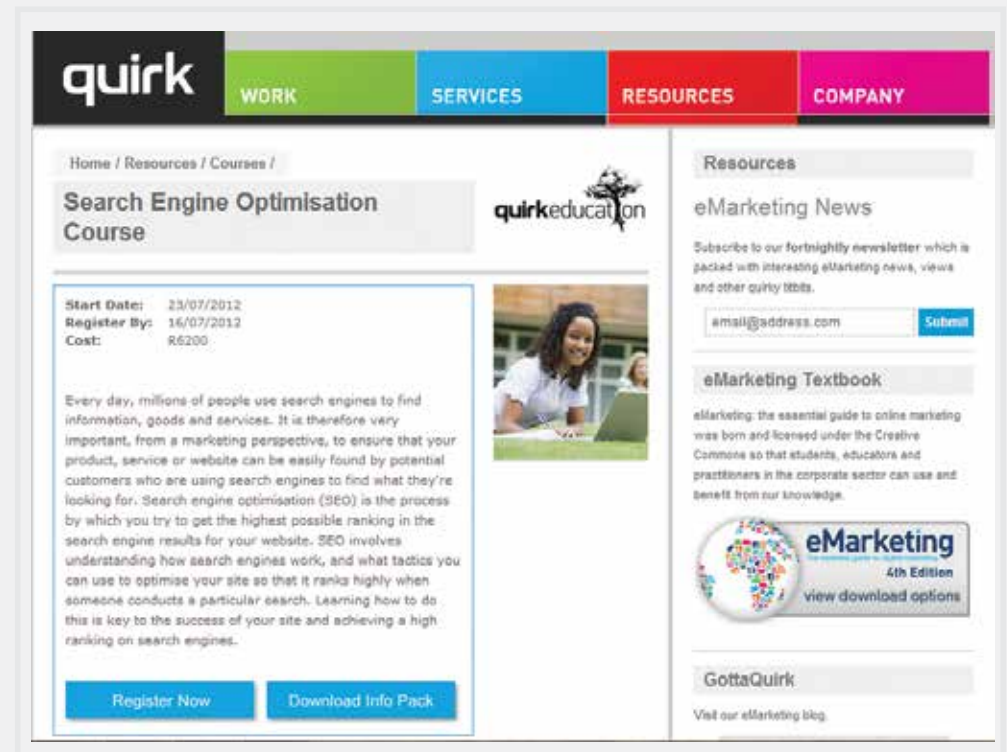 quirk
WORK
SERVICES
RESOURCES
COMPANY
Home / Resources / Courses /
Search Engine Optimisation
Course
quirkeducation
Start Date: 23/07/2012
Register By: 16/07/2012
Cost: R6200
Every day, millions of people use search engines to find
information, goods and services. It is therefore very
important, from a marketing perspective, to ensure that your
product, service or website can be easily found by potential
customers who are using search engines to find what they're
looking for. Search engine optimisation (SEO) is the process
by which you try to get the highest possible ranking in the
search engine results for your website. SEO involves
understanding how search engines work, and what tactics you
can use to optimise your site so that it ranks highly when
someone conducts a particular search. Learning how to do
this is key to the success of your site and achieving a high
ranking on search engines.
Register Now
Download Info Pack
Resources
eMarketing News
Subscribe to our fortnightly newsletter which is
packed with interesting eMarketing news, views
and other quirky titbits.
email@address.com
Submit
eMarketing Textbook
eMarketing: the essential guide to online marketing
was born and licensed under the Creative
Commons so that students, educators and
practitioners in the corporate sector can use and
benefit from our knowledge.
eMarketing
4th Edition
view download options
GottaQuirk
Visit our eMarketing blog.